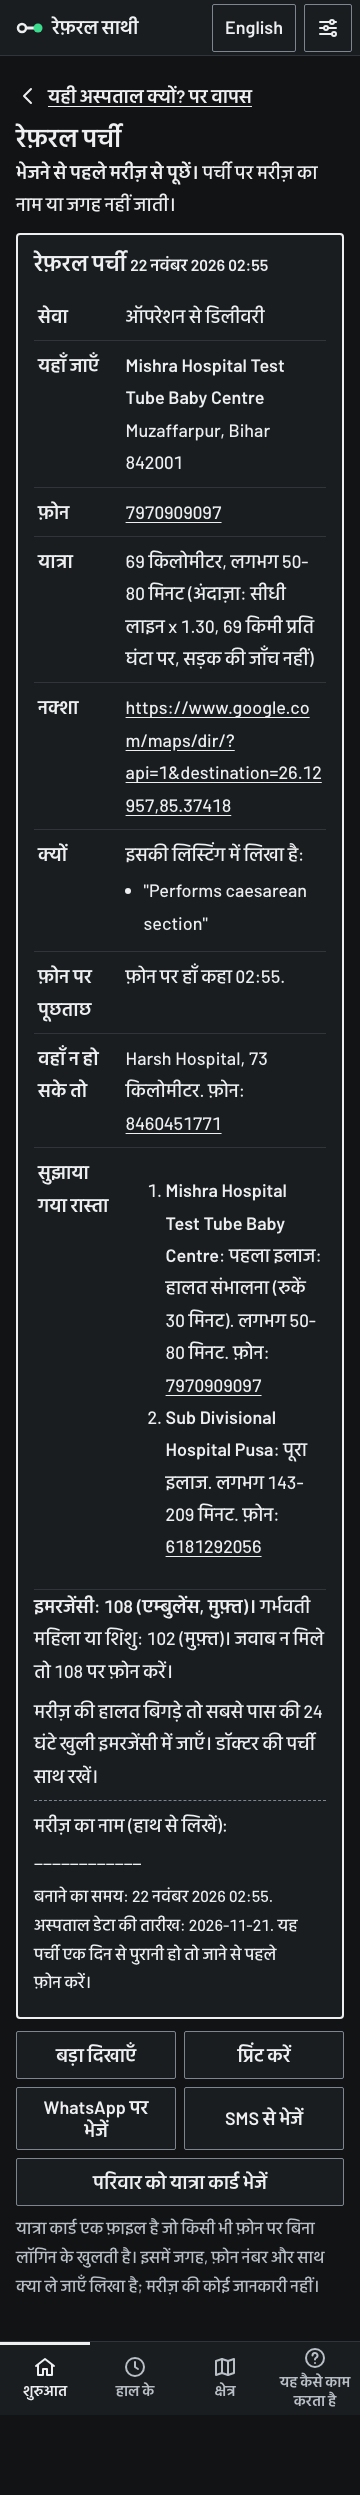 रेफ़रल साथी
English
यही अस्पताल क्यों? पर वापस
रेफ़रल पर्ची
भेजने से पहले मरीज़ से पूछें। पर्ची पर मरीज़ का
नाम या जगह नहीं जाती।
रेफ़रल पर्ची 22 नवंबर 2026 02:55
सेवा ऑपरेशन से डिलीवरी
यहाँ जाएँ Mishra Hospital Test
Tube Baby Centre
Muzaffarpur, Bihar
842001
फ़ोन 7970909097
यात्रा 69 किलोमीटर, लगभग 50-
80 मिनट (अंदाज़ा: सीधी
लाइन x 1.30, 69 किमी प्रति
घंटा पर, सड़क की जाँच नहीं)
नक्शा https://www.google.co
m/maps/dir/?
api=1&destination=26.12
957,85.37418
क्यों इसकी लिस्टिंग में लिखा है:
• "Performs caesarean
section"
फ़ोन पर फ़ोन पर हाँ कहा 02:55.
पूछताछ
वहाँ न हो Harsh Hospital, 73
सके तो किलोमीटर. फ़ोन:
8460451771
सुझाया
गया रास्ता
1. Mishra Hospital
Test Tube Baby
Centre: पहला इलाज:
हालत संभालना (रुकें
30 मिनट). लगभग 50-
80 मिनट. फ़ोन:
7970909097
2. Sub Divisional
Hospital Pusa: पूरा
इलाज. लगभग 143-
209 मिनट. फ़ोन:
6181292056
इमरजेंसी: 108 (एम्बुलेंस, मुफ़्त)। गर्भवती
महिला या शिशु: 102 (मुफ़्त)। जवाब न मिले
तो 108 पर फ़ोन करें।
मरीज़ की हालत बिगड़े तो सबसे पास की 24
घंटे खुली इमरजेंसी में जाएँ। डॉक्टर की पर्ची
साथ रखें।
मरीज़ का नाम (हाथ से लिखें):
____________
बनाने का समय: 22 नवंबर 2026 02:55.
अस्पताल डेटा की तारीख: 2026-11-21. यह
पर्ची एक दिन से पुरानी हो तो जाने से पहले
फ़ोन करें।
बड़ा दिखाएँ
प्रिंट करें
WhatsApp पर
भेजें
SMS से भेजें
परिवार को यात्रा कार्ड भेजें
यात्रा कार्ड एक फ़ाइल है जो किसी भी फ़ोन पर बिना
लॉगिन के खुलती है। इसमें जगह, फ़ोन नंबर और साथ
क्या ले जाएँ लिखा है; मरीज़ की कोई जानकारी नहीं।
शुरुआत
हाल के
क्षेत्र
यह कैसे काम
करता है